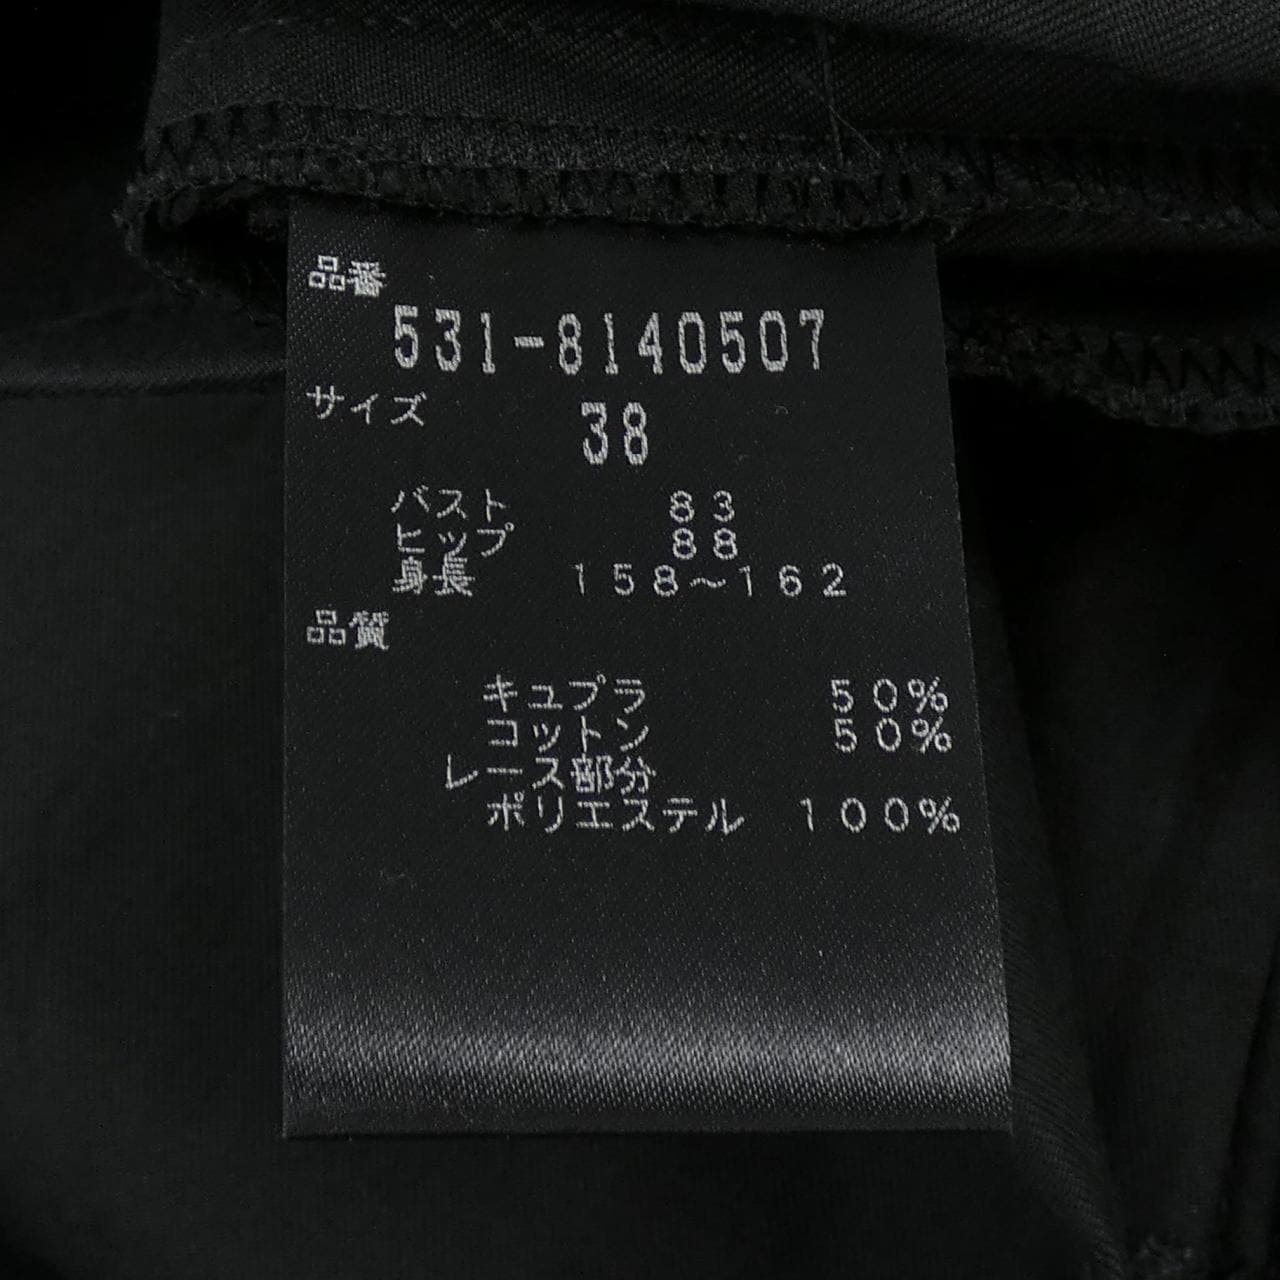 品番
531-8140507
サイズ 38
バスト 83
ヒップ 88
身長 158〜162
品質
キュプラ 50%
コットン 50%
レース部分
ポリエステル 100%